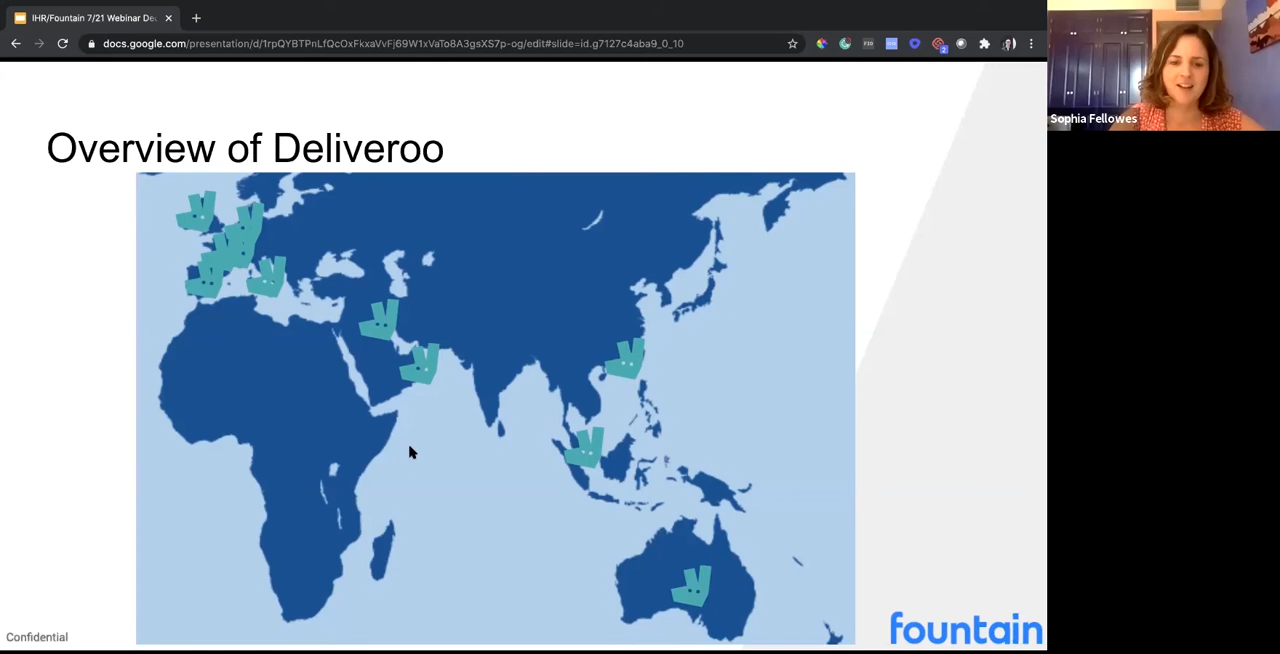 IHR/Fountain 7/21 Webinar De
docs.google.com/presentation/d/1rpQYBTPnLfQcOxFkxaVvFj69W1xVaTo8A3gsXS7p-og/edit#slide=id.g7127c4aba9_0_10
2
Sophia Fellowes
Overview of Deliveroo
Confidential
fountain